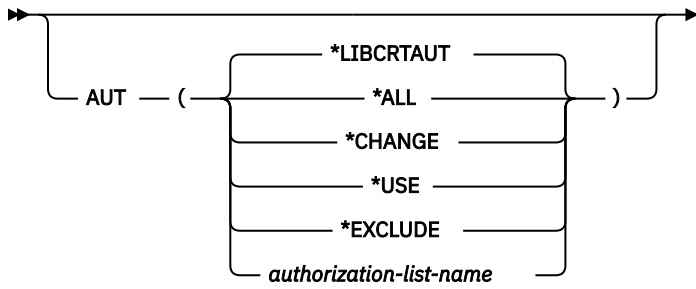 *LIBCRTAUT
AUT ( *ALL )
*CHANGE
*USE
*EXCLUDE
authorization-list-name